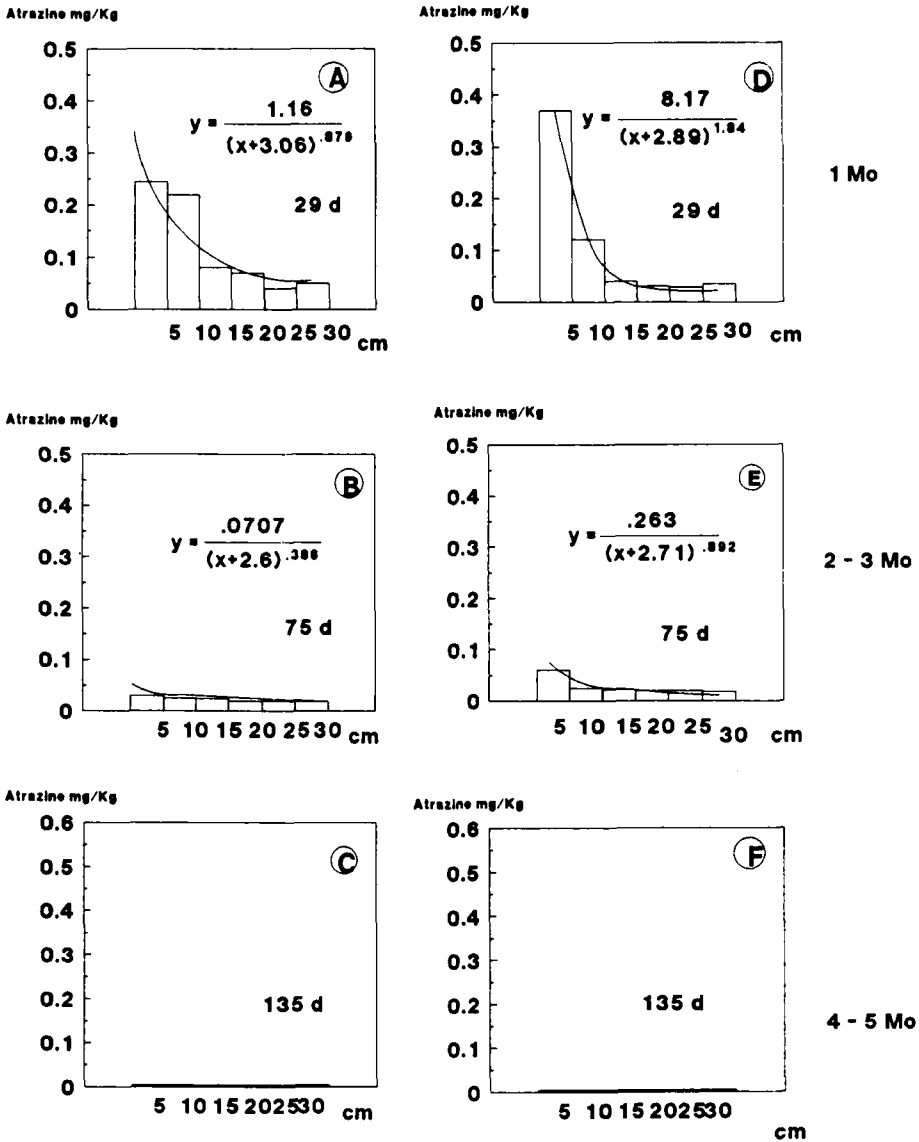 Atrazine mg/Kg
0.5
0.4
0.3
0.2
0.1
0
A
y = 1.16 / (x+3.06)^.879
29 d
5 10 15 20 25 30 cm
Atrazine mg/Kg
0.5
0.4
0.3
0.2
0.1
0
D
y = 8.17 / (x+2.89)^1.84
29 d
5 10 15 20 25 30 cm
1 Mo
Atrazine mg/Kg
0.5
0.4
0.3
0.2
0.1
0
B
y = .0707 / (x+2.6)^.386
75 d
5 10 15 20 25 30 cm
Atrazine mg/Kg
0.5
0.4
0.3
0.2
0.1
0
E
y = .263 / (x+2.71)^.892
75 d
5 10 15 20 25 30 cm
2 - 3 Mo
Atrazine mg/Kg
0.6
0.5
0.4
0.3
0.2
0.1
0
C
135 d
5 10 15 20 25 30 cm
Atrazine mg/Kg
0.6
0.5
0.4
0.3
0.2
0.1
0
F
135 d
5 10 15 20 25 30 cm
4 - 5 Mo